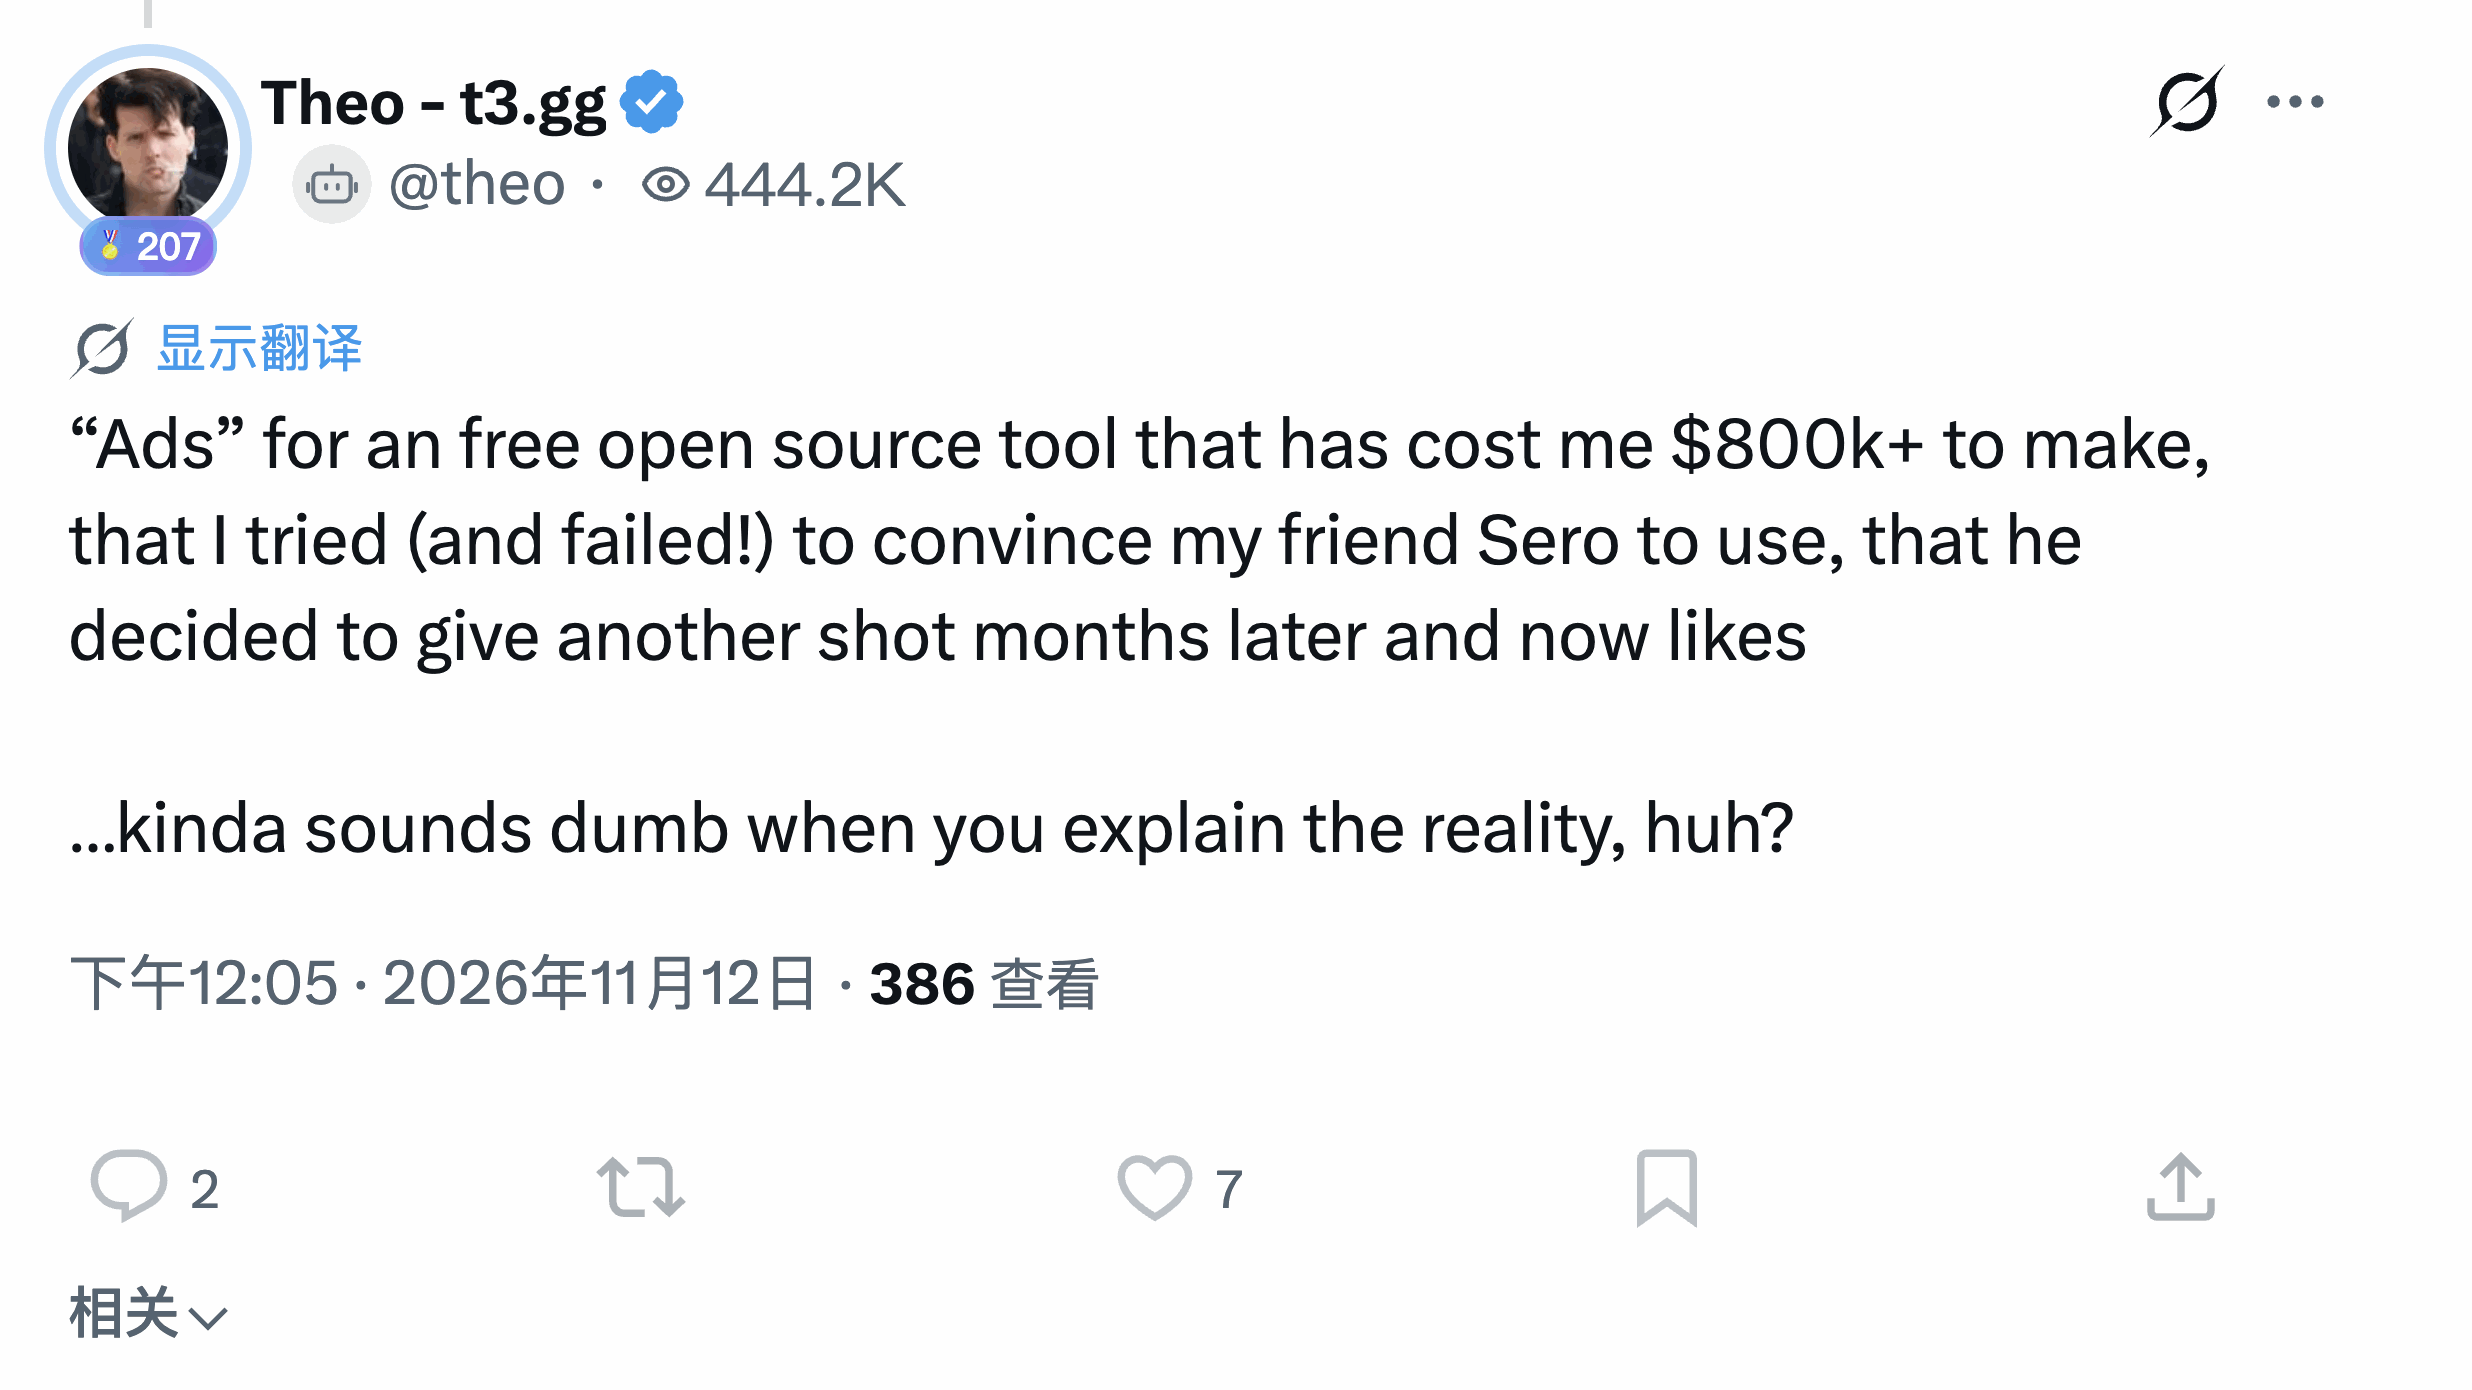 Theo - t3.gg
@theo · 444.2K
207
显示翻译
“Ads” for an free open source tool that has cost me $800k+ to make,
that I tried (and failed!) to convince my friend Sero to use, that he
decided to give another shot months later and now likes
...kinda sounds dumb when you explain the reality, huh?
下午12:05 · 2026年11月12日 · 386 查看
2
7
相关